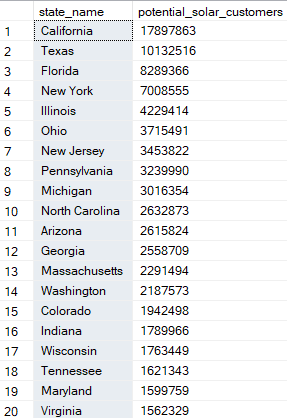 state_name potential_solar_customers
1 California 17897863
2 Texas 10132516
3 Florida 8289366
4 New York 7008555
5 Illinois 4229414
6 Ohio 3715491
7 New Jersey 3453822
8 Pennsylvania 3239990
9 Michigan 3016354
10 North Carolina 2632873
11 Arizona 2615824
12 Georgia 2558709
13 Massachusetts 2291494
14 Washington 2187573
15 Colorado 1942498
16 Indiana 1789966
17 Wisconsin 1763449
18 Tennessee 1621343
19 Maryland 1599759
20 Virginia 1562329